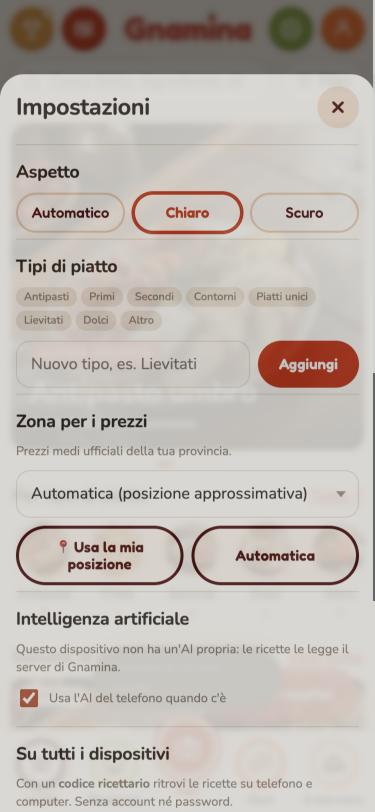 Gnamina
Impostazioni
Aspetto
Automatico Chiaro Scuro
Tipi di piatto
Antipasti Primi Secondi Contorni Piatti unici
Lievitati Dolci Altro
Nuovo tipo, es. Lievitati Aggiungi
Zona per i prezzi
Prezzi medi ufficiali della tua provincia.
Automatica (posizione approssimativa)
Usa la mia
posizione
Automatica
Intelligenza artificiale
Questo dispositivo non ha un'AI propria: le ricette le legge il
server di Gnamina.
Usa l'AI del telefono quando c'è
Su tutti i dispositivi
Con un codice ricettario ritrovi le ricette su telefono e
computer. Senza account né password.